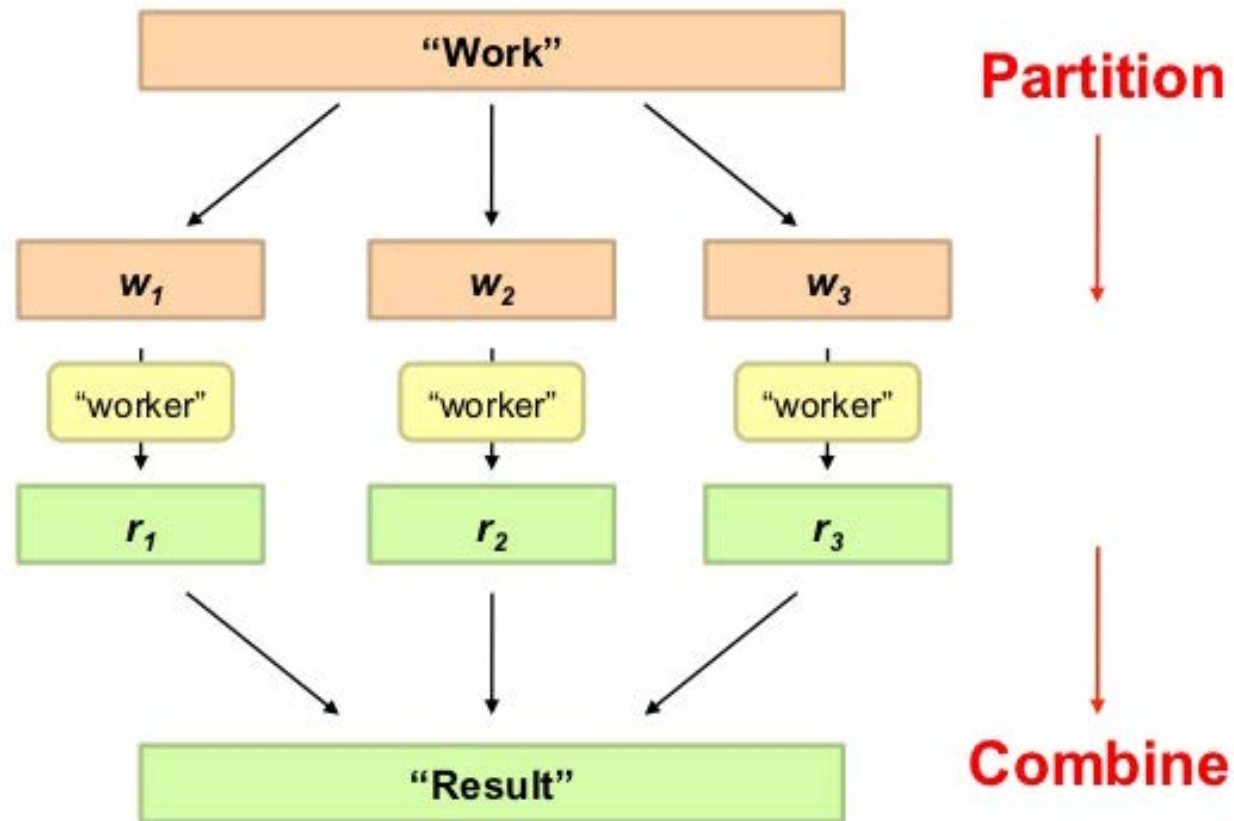 “Work”
Partition
w₁
w₂
w₃
“worker”
“worker”
“worker”
r₁
r₂
r₃
“Result”
Combine